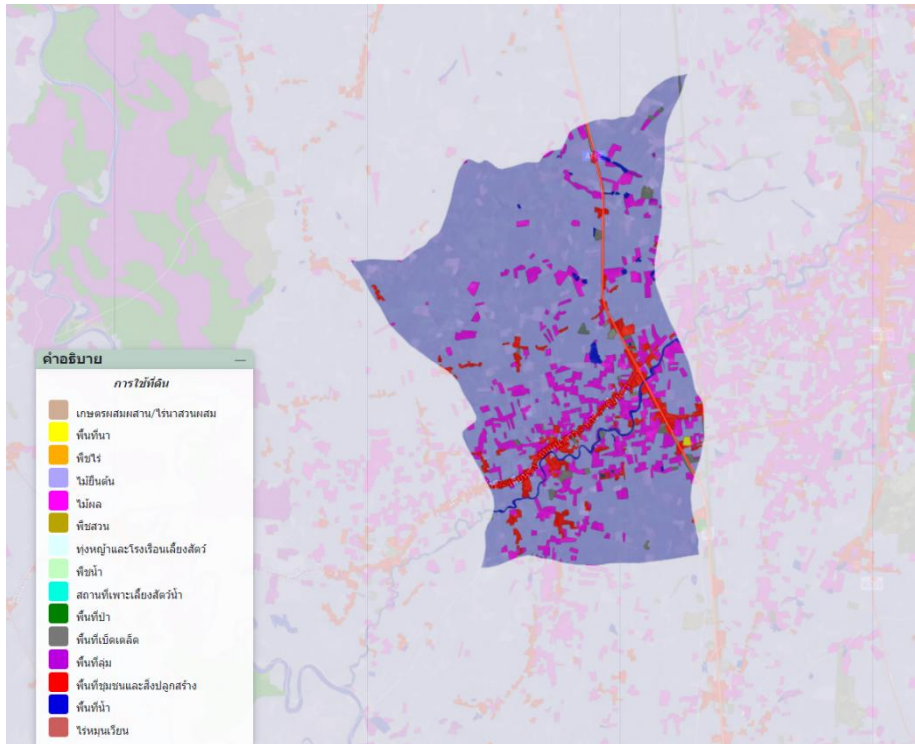 คำอธิบาย
การใช้ที่ดิน
เกษตรผสมผสาน/ไร่นาสวนผสม
พื้นที่นา
พืชไร่
ไม้ยืนต้น
ไม้ผล
พืชสวน
ทุ่งหญ้าและโรงเรือนเลี้ยงสัตว์
พืชน้ำ
สถานที่เพาะเลี้ยงสัตว์น้ำ
พื้นที่ป่า
พื้นที่เบ็ดเตล็ด
พื้นที่ลุ่ม
พื้นที่ชุมชนและสิ่งปลูกสร้าง
พื้นที่น้ำ
ไร่หมุนเวียน